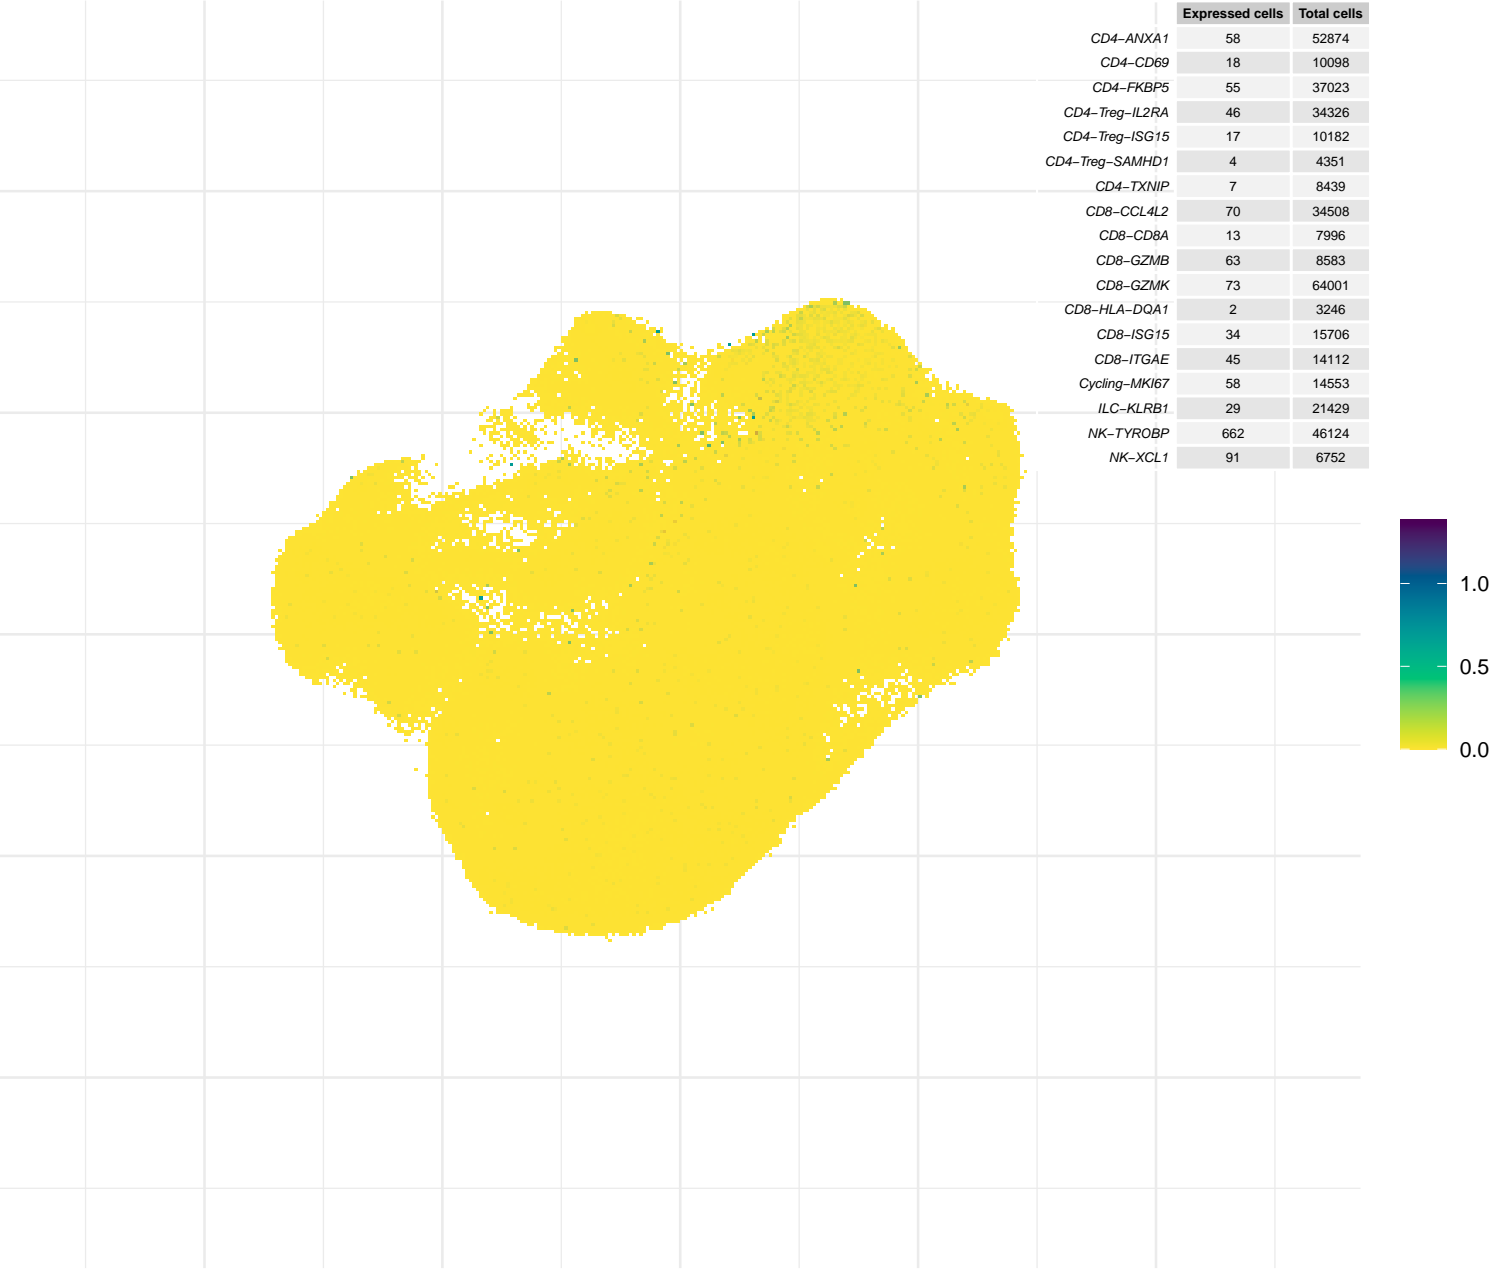 Expressed cells Total cells
CD4−ANXA1 58 52874
CD4−CD69 18 10098
CD4−FKBP5 55 37023
CD4−Treg−IL2RA 46 34326
CD4−Treg−ISG15 17 10182
CD4−Treg−SAMHD1 4 4351
CD4−TXNIP 7 8439
CD8−CCL4L2 70 34508
CD8−CD8A 13 7996
CD8−GZMB 63 8583
CD8−GZMK 73 64001
CD8−HLA−DQA1 2 3246
CD8−ISG15 34 15706
CD8−ITGAE 45 14112
Cycling−MKI67 58 14553
ILC−KLRB1 29 21429
NK−TYROBP 662 46124
NK−XCL1 91 6752
1.0
0.5
0.0